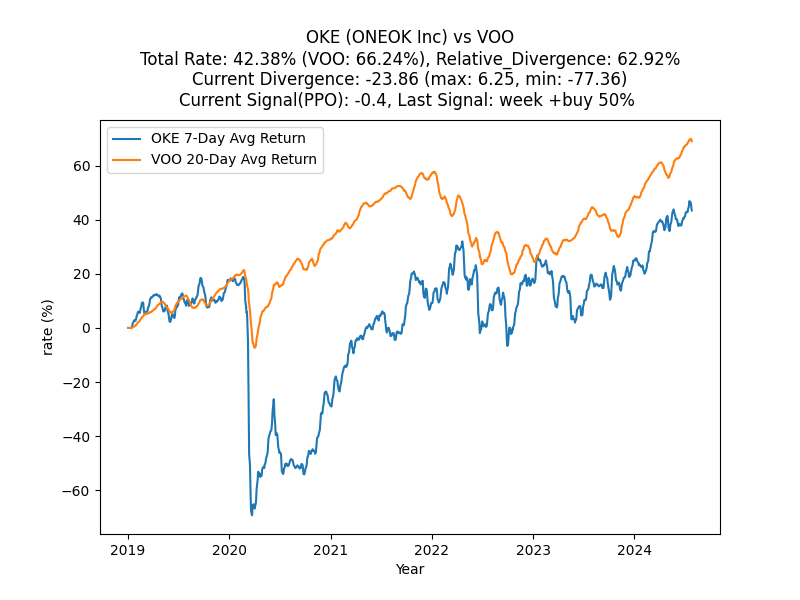 OKE (ONEOK Inc) vs VOO
Total Rate: 42.38% (VOO: 66.24%), Relative_Divergence: 62.92%
Current Divergence: -23.86 (max: 6.25, min: -77.36)
Current Signal(PPO): -0.4, Last Signal: week +buy 50%
OKE 7-Day Avg Return
VOO 20-Day Avg Return
60
40
20
0
−20
−40
−60
rate (%)
2019
2020
2021
2022
2023
2024
Year